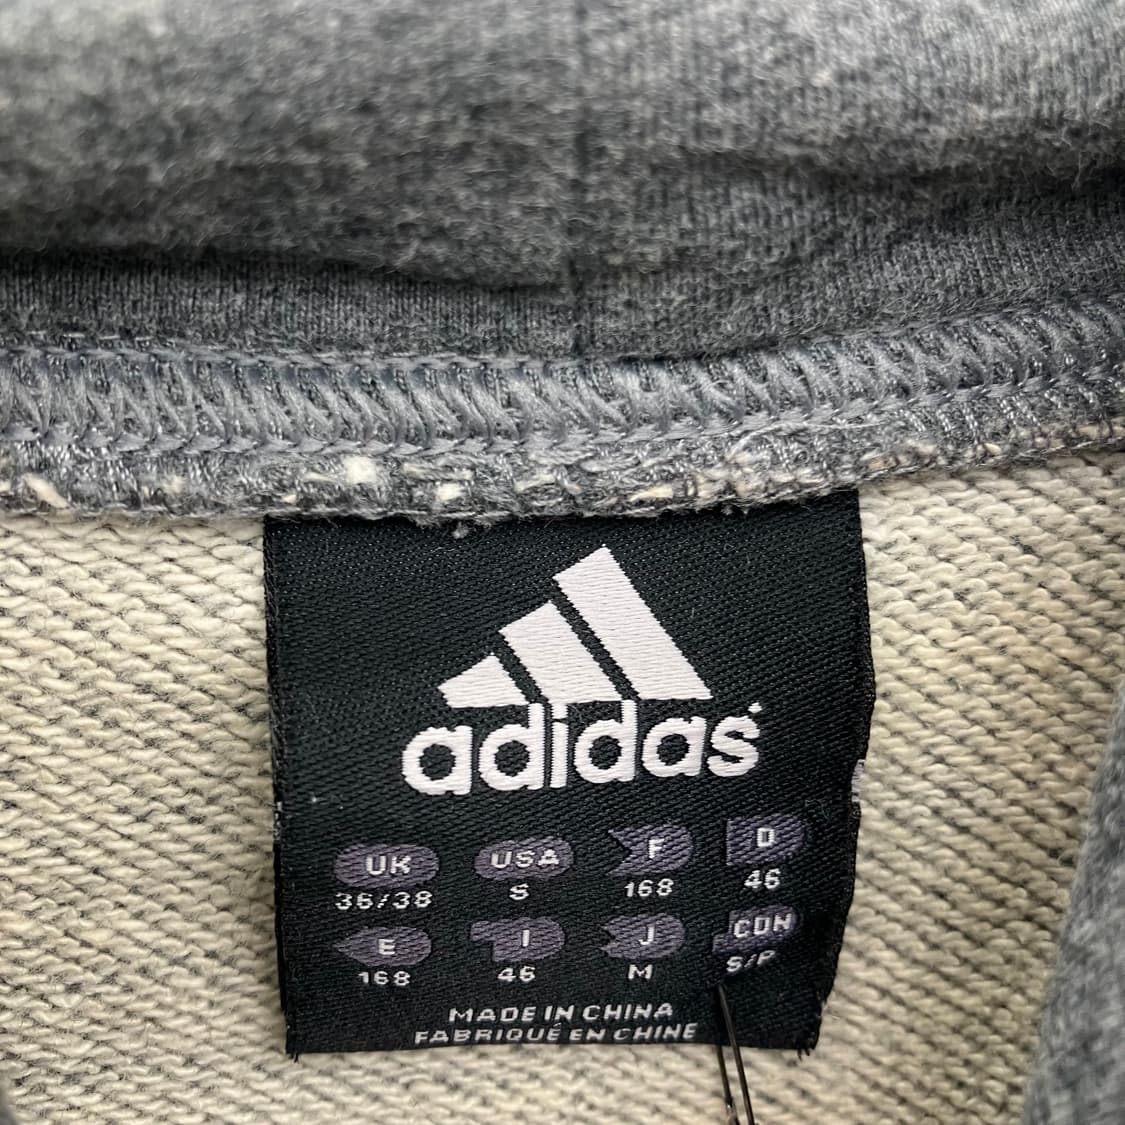 adidas
UK USA F D
36/38 S 168 46
E I J CDN
168 46 M S/P
MADE IN CHINA
FABRIQUÉ EN CHINE